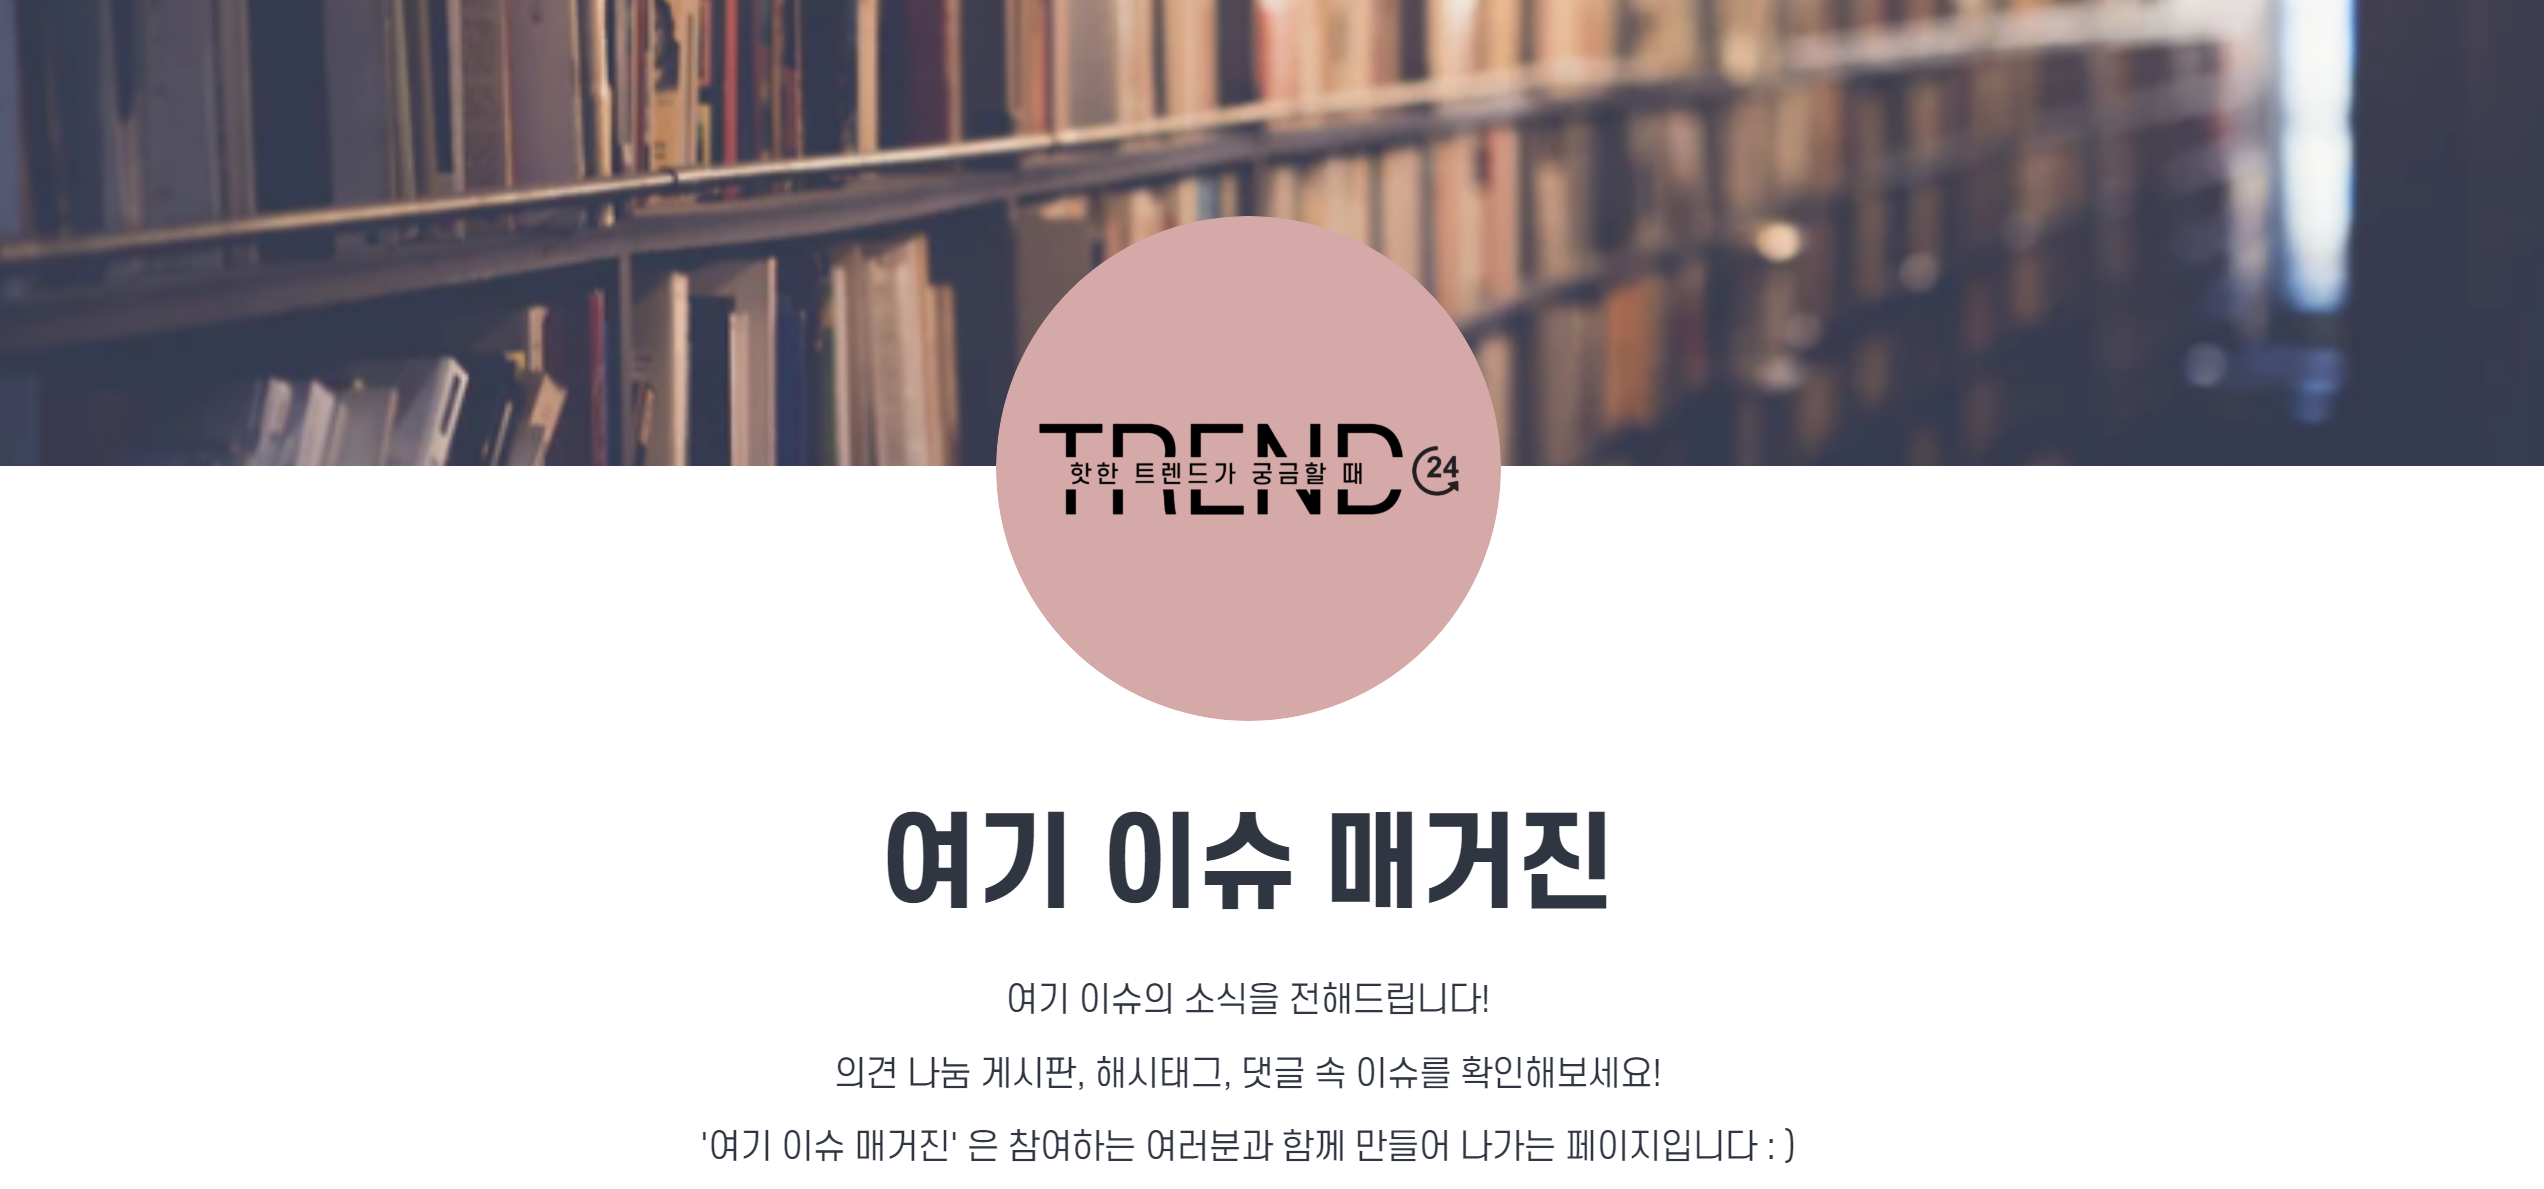 TREND
핫한 트렌드가 궁금할 때
24
여기 이슈 매거진
여기 이슈의 소식을 전해드립니다!
의견 나눔 게시판, 해시태그, 댓글 속 이슈를 확인해보세요!
'여기 이슈 매거진' 은 참여하는 여러분과 함께 만들어 나가는 페이지입니다 : )